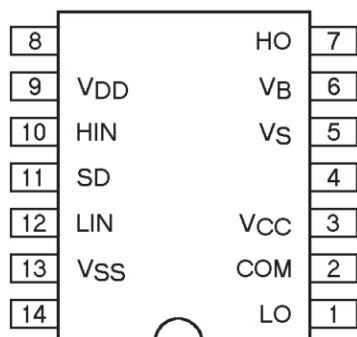 8 HO 7
9 VDD VB 6
10 HIN VS 5
11 SD 4
12 LIN VCC 3
13 VSS COM 2
14 LO 1